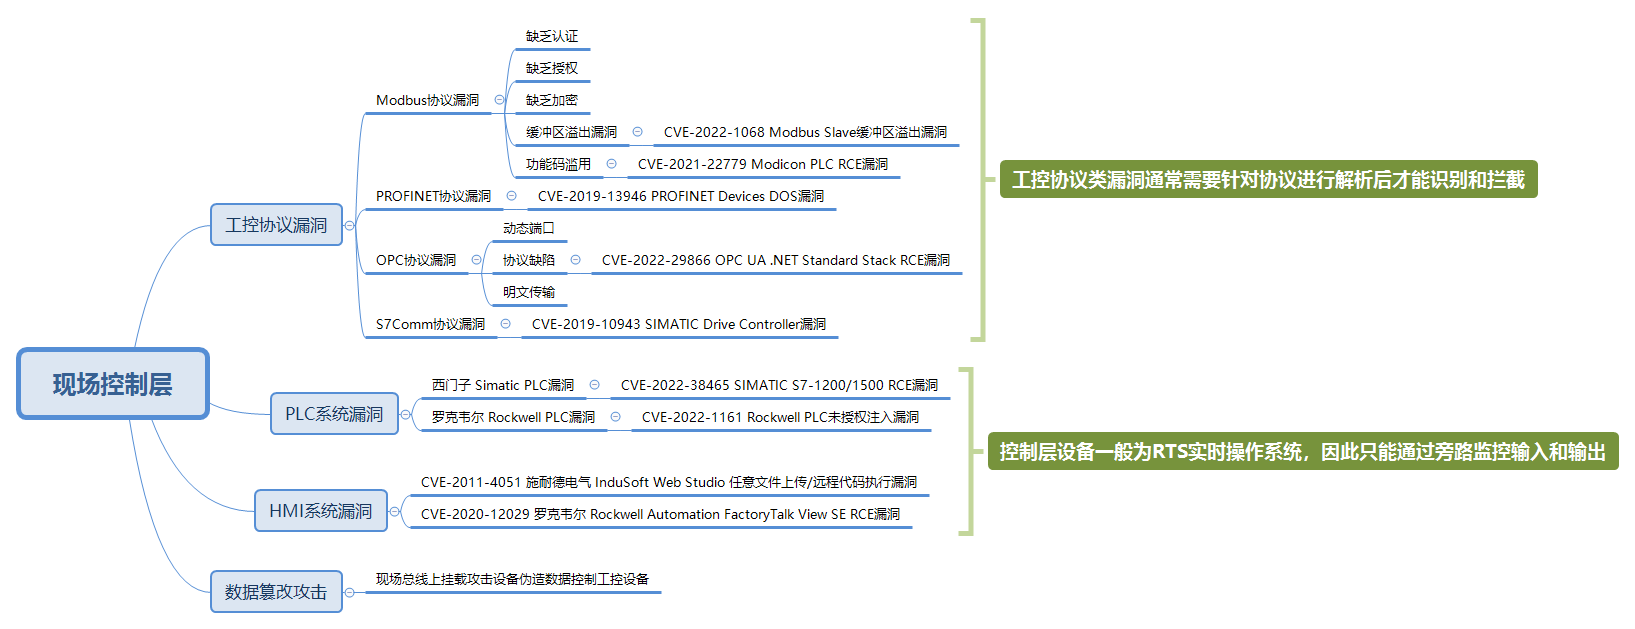 现场控制层
工控协议漏洞
Modbus协议漏洞
缺乏认证
缺乏授权
缺乏加密
缓冲区溢出漏洞
CVE-2022-1068 Modbus Slave缓冲区溢出漏洞
功能码滥用
CVE-2021-22779 Modicon PLC RCE漏洞
PROFINET协议漏洞
CVE-2019-13946 PROFINET Devices DOS漏洞
OPC协议漏洞
动态端口
协议缺陷
CVE-2022-29866 OPC UA .NET Standard Stack RCE漏洞
明文传输
S7Comm协议漏洞
CVE-2019-10943 SIMATIC Drive Controller漏洞
工控协议类漏洞通常需要针对协议进行解析后才能识别和拦截
PLC系统漏洞
西门子 Simatic PLC漏洞
CVE-2022-38465 SIMATIC S7-1200/1500 RCE漏洞
罗克韦尔 Rockwell PLC漏洞
CVE-2022-1161 Rockwell PLC未授权注入漏洞
HMI系统漏洞
CVE-2011-4051 施耐德电气 InduSoft Web Studio 任意文件上传/远程代码执行漏洞
CVE-2020-12029 罗克韦尔 Rockwell Automation FactoryTalk View SE RCE漏洞
控制层设备一般为RTS实时操作系统，因此只能通过旁路监控输入和输出
数据篡改攻击
现场总线上挂载攻击设备伪造数据控制工控设备